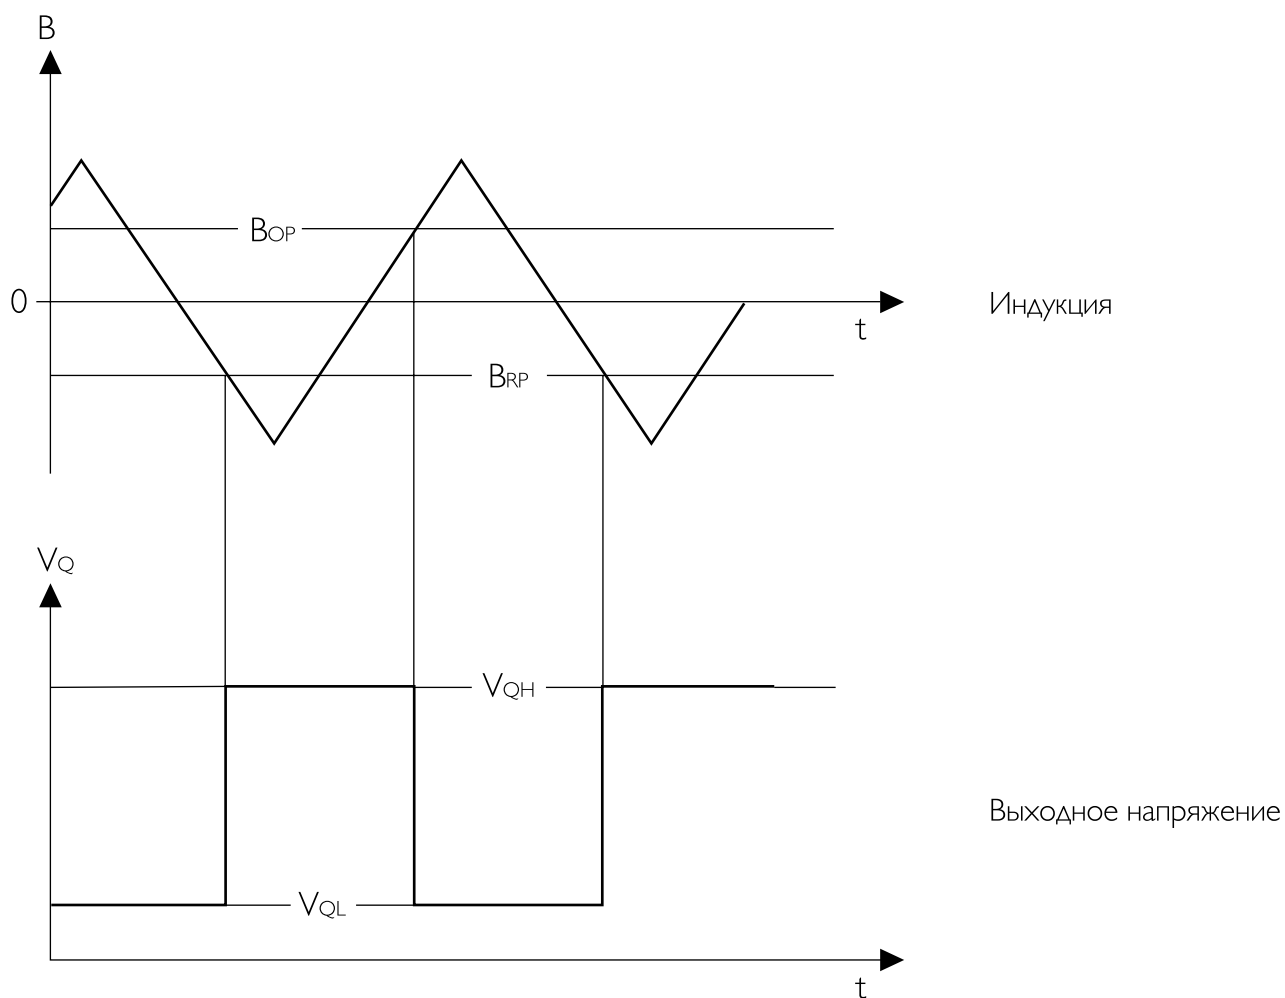 B
BOP
0
t
Индукция
BRP
VQ
VQH
Выходное напряжение
VQL
t